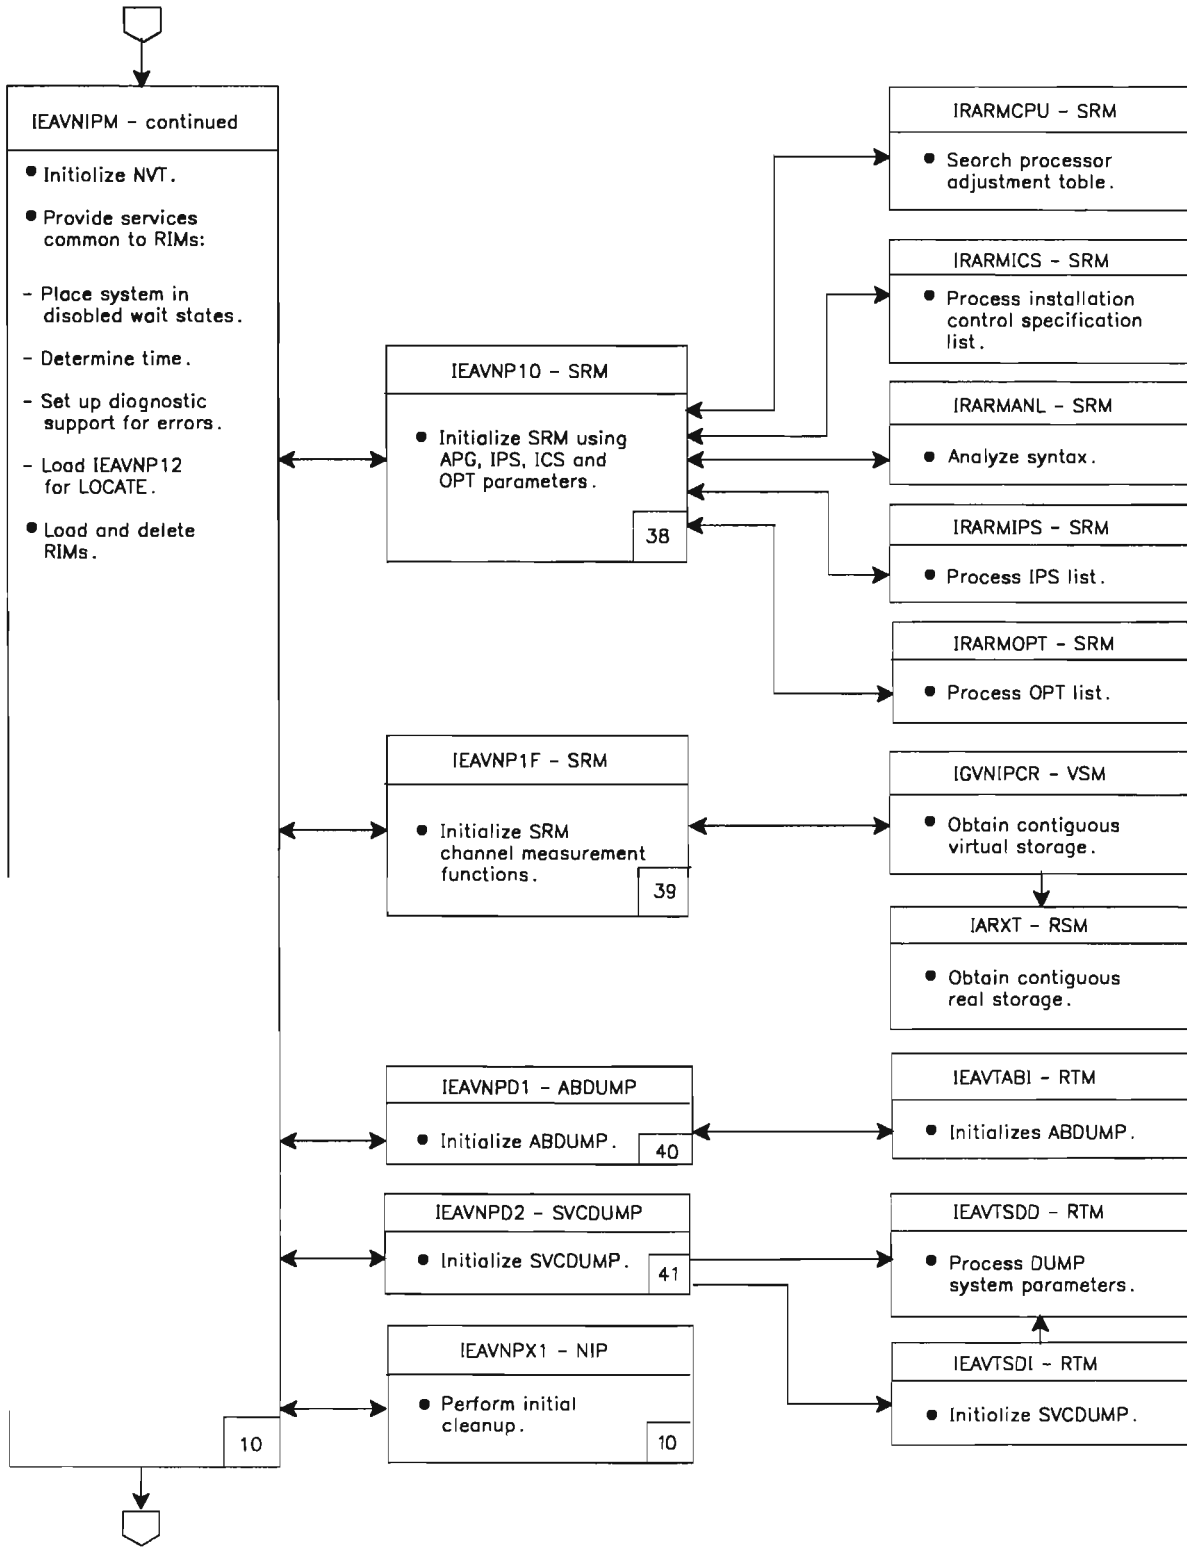 IEAVNIPM - continued
● Initiolize NVT.
● Provide services
common to RIMs:
- Place system in
disobled wait states.
- Determine time.
- Set up diognostic
support for errors.
- Load IEAVNP12
for LOCATE.
● Load and delete
RIMs.
10
IEAVNP10 - SRM
● Initialize SRM using
APG, IPS, ICS and
OPT parameters.
38
IRARMCPU - SRM
● Seorch processor
adjustment table.
IRARMICS - SRM
● Process installation
control specification
list.
IRARMANL - SRM
● Analyze syntax.
IRARMIPS - SRM
● Process IPS list.
IRARMOPT - SRM
● Process OPT list.
IEAVNP1F - SRM
● Initialize SRM
channel measurement
functions.
39
IGVNIPCR - VSM
● Obtain contiguous
virtual storage.
IARXT - RSM
● Obtain contiguous
real storage.
IEAVNPD1 - ABDUMP
● Initialize ABDUMP.
40
IEAVTABI - RTM
● Initializes ABDUMP.
IEAVNPD2 - SVCDUMP
● Initialize SVCDUMP.
41
IEAVTSDD - RTM
● Process DUMP
system parameters.
IEAVTSDI - RTM
● Initiolize SVCDUMP.
IEAVNPX1 - NIP
● Perform initial
cleanup.
10